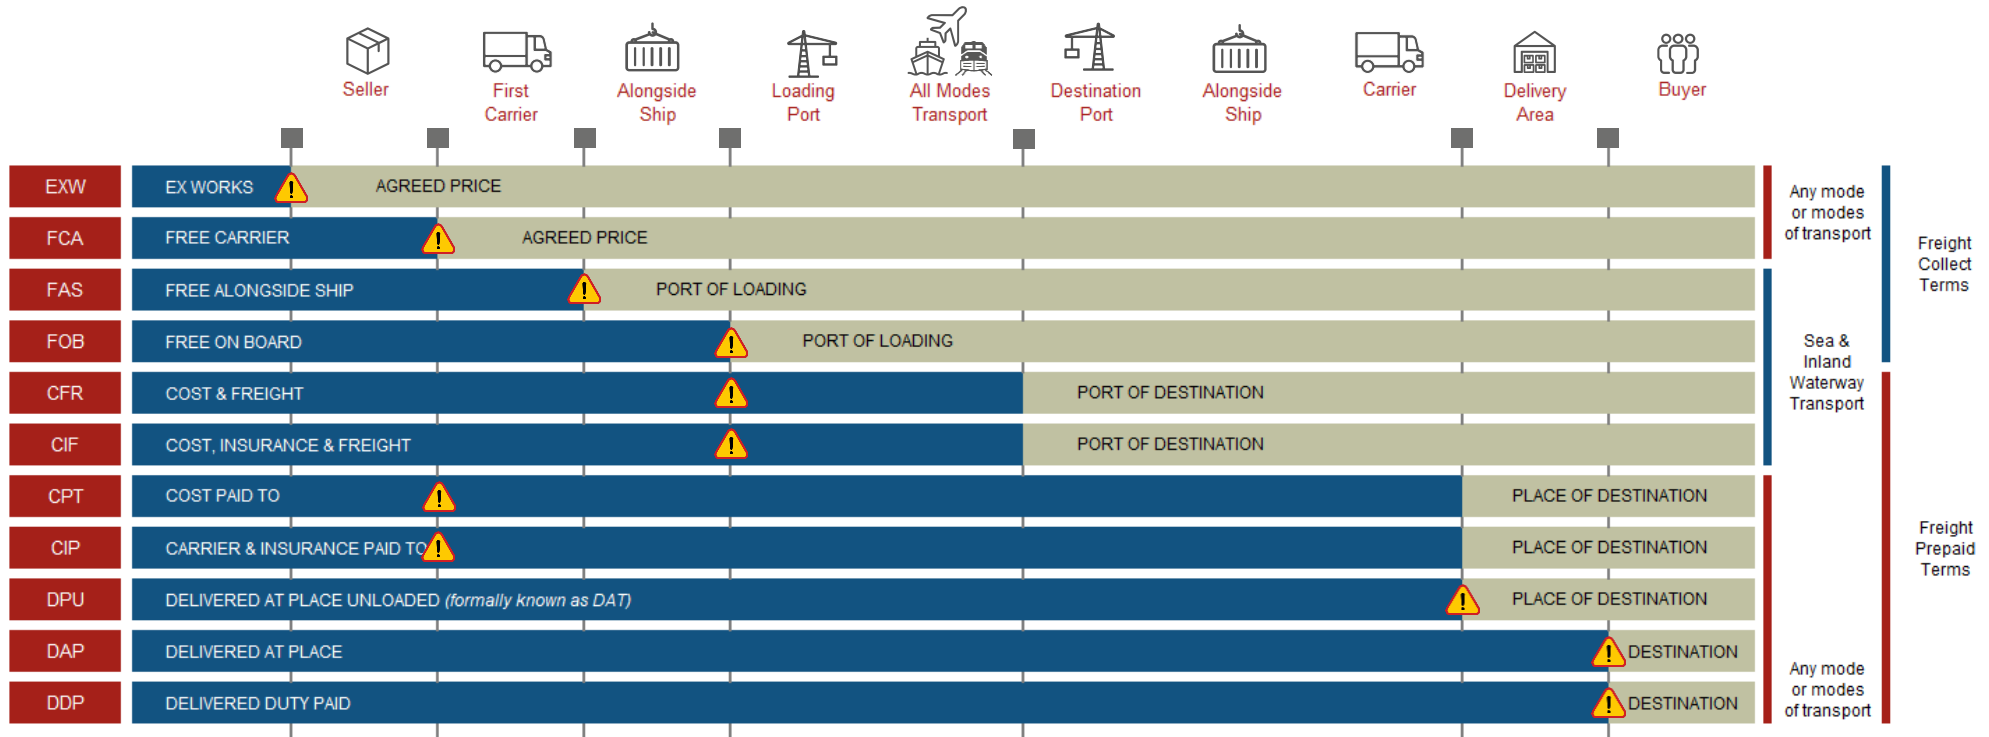 Seller
First
Carrier
Alongside
Ship
Loading
Port
All Modes
Transport
Destination
Port
Alongside
Ship
Carrier
Delivery
Area
Buyer
EXW
EX WORKS
AGREED PRICE
FCA
FREE CARRIER
AGREED PRICE
FAS
FREE ALONGSIDE SHIP
PORT OF LOADING
FOB
FREE ON BOARD
PORT OF LOADING
CFR
COST & FREIGHT
PORT OF DESTINATION
CIF
COST, INSURANCE & FREIGHT
PORT OF DESTINATION
CPT
COST PAID TO
PLACE OF DESTINATION
CIP
CARRIER & INSURANCE PAID TO
PLACE OF DESTINATION
DPU
DELIVERED AT PLACE UNLOADED (formally known as DAT)
PLACE OF DESTINATION
DAP
DELIVERED AT PLACE
DESTINATION
DDP
DELIVERED DUTY PAID
DESTINATION
Any mode
or modes
of transport
Sea &
Inland
Waterway
Transport
Any mode
or modes
of transport
Freight
Collect
Terms
Freight
Prepaid
Terms